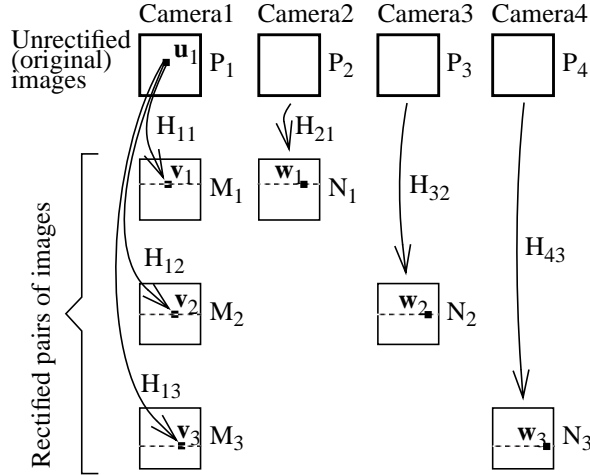 Camera1 Camera2 Camera3 Camera4
Unrectified
(original)
images
u1 P1 P2 P3 P4
H11 H21
v1 M1 w1 N1
H32
H43
H12
v2 M2 w2 N2
H13
v3 M3 w3 N3
Rectified pairs of images